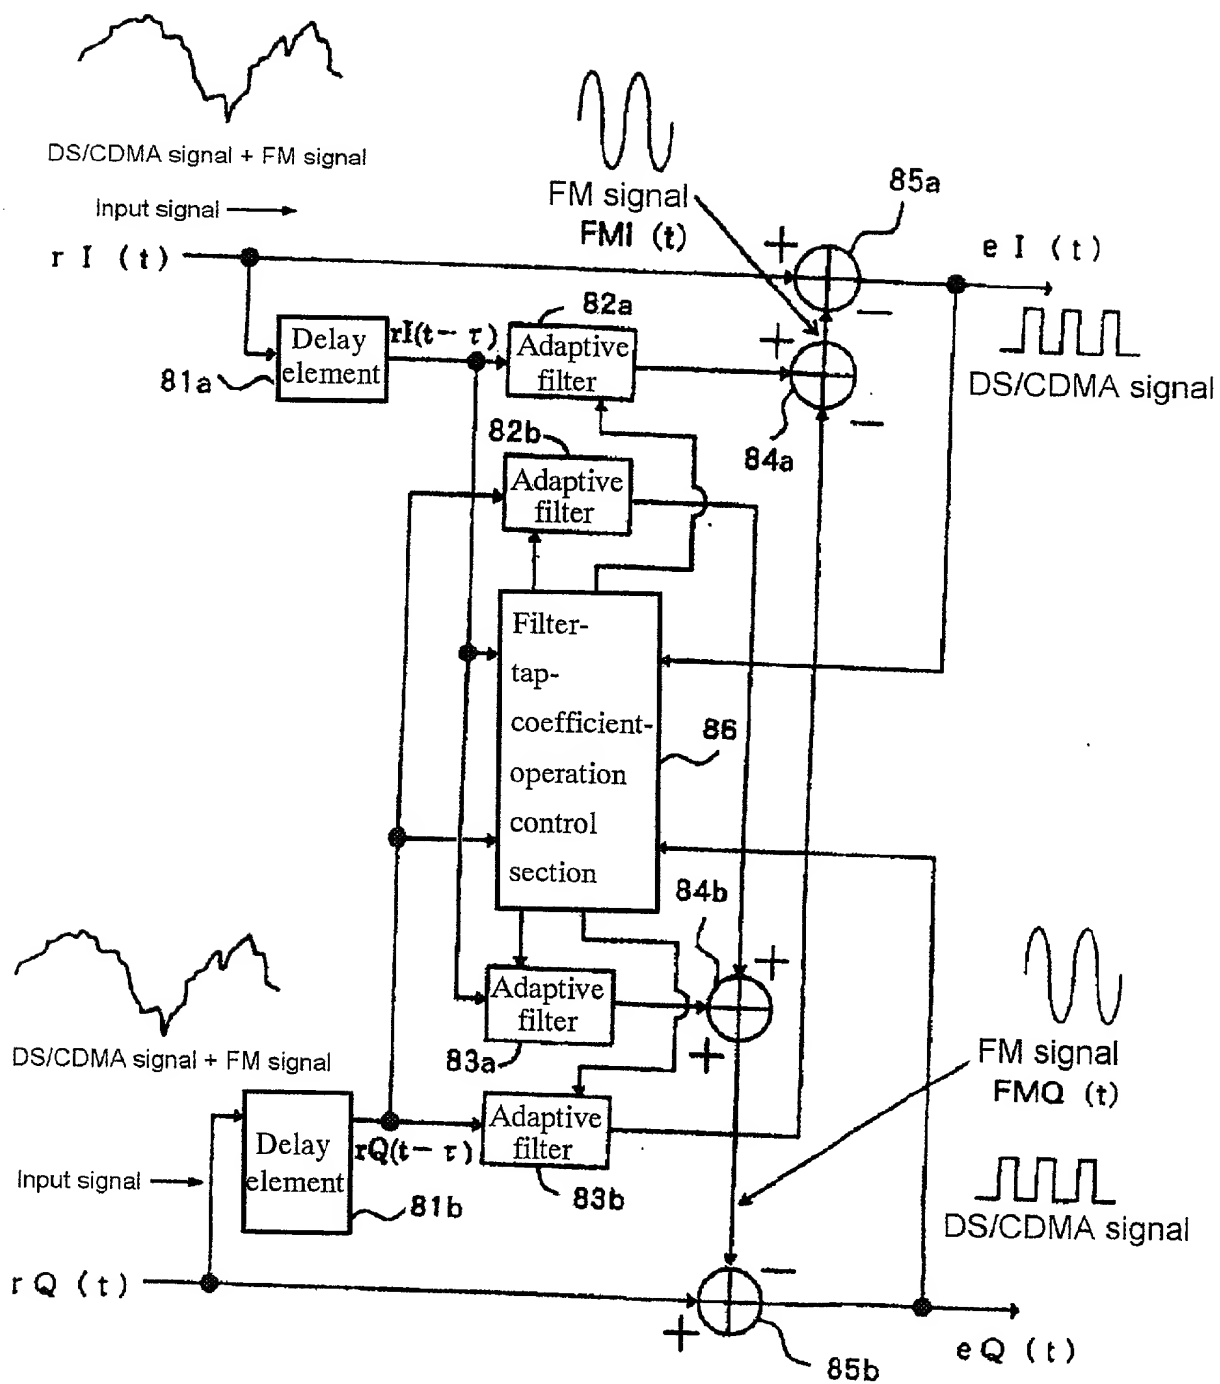 DS/CDMA signal + FM signal
Input signal
r I (t)
FM signal
FMI (t)
85a
+
e I (t)
−
DS/CDMA signal
Delay
element
81a
rI(t− τ)
82a
Adaptive
filter
+
−
84a
82b
Adaptive
filter
Filter-
tap-
coefficient-
operation
control
section
86
84b
+
+
Adaptive
filter
83a
DS/CDMA signal + FM signal
FM signal
FMQ (t)
Delay
element
81b
rQ(t− τ)
Adaptive
filter
83b
Input signal
DS/CDMA signal
r Q (t)
−
+
85b
e Q (t)